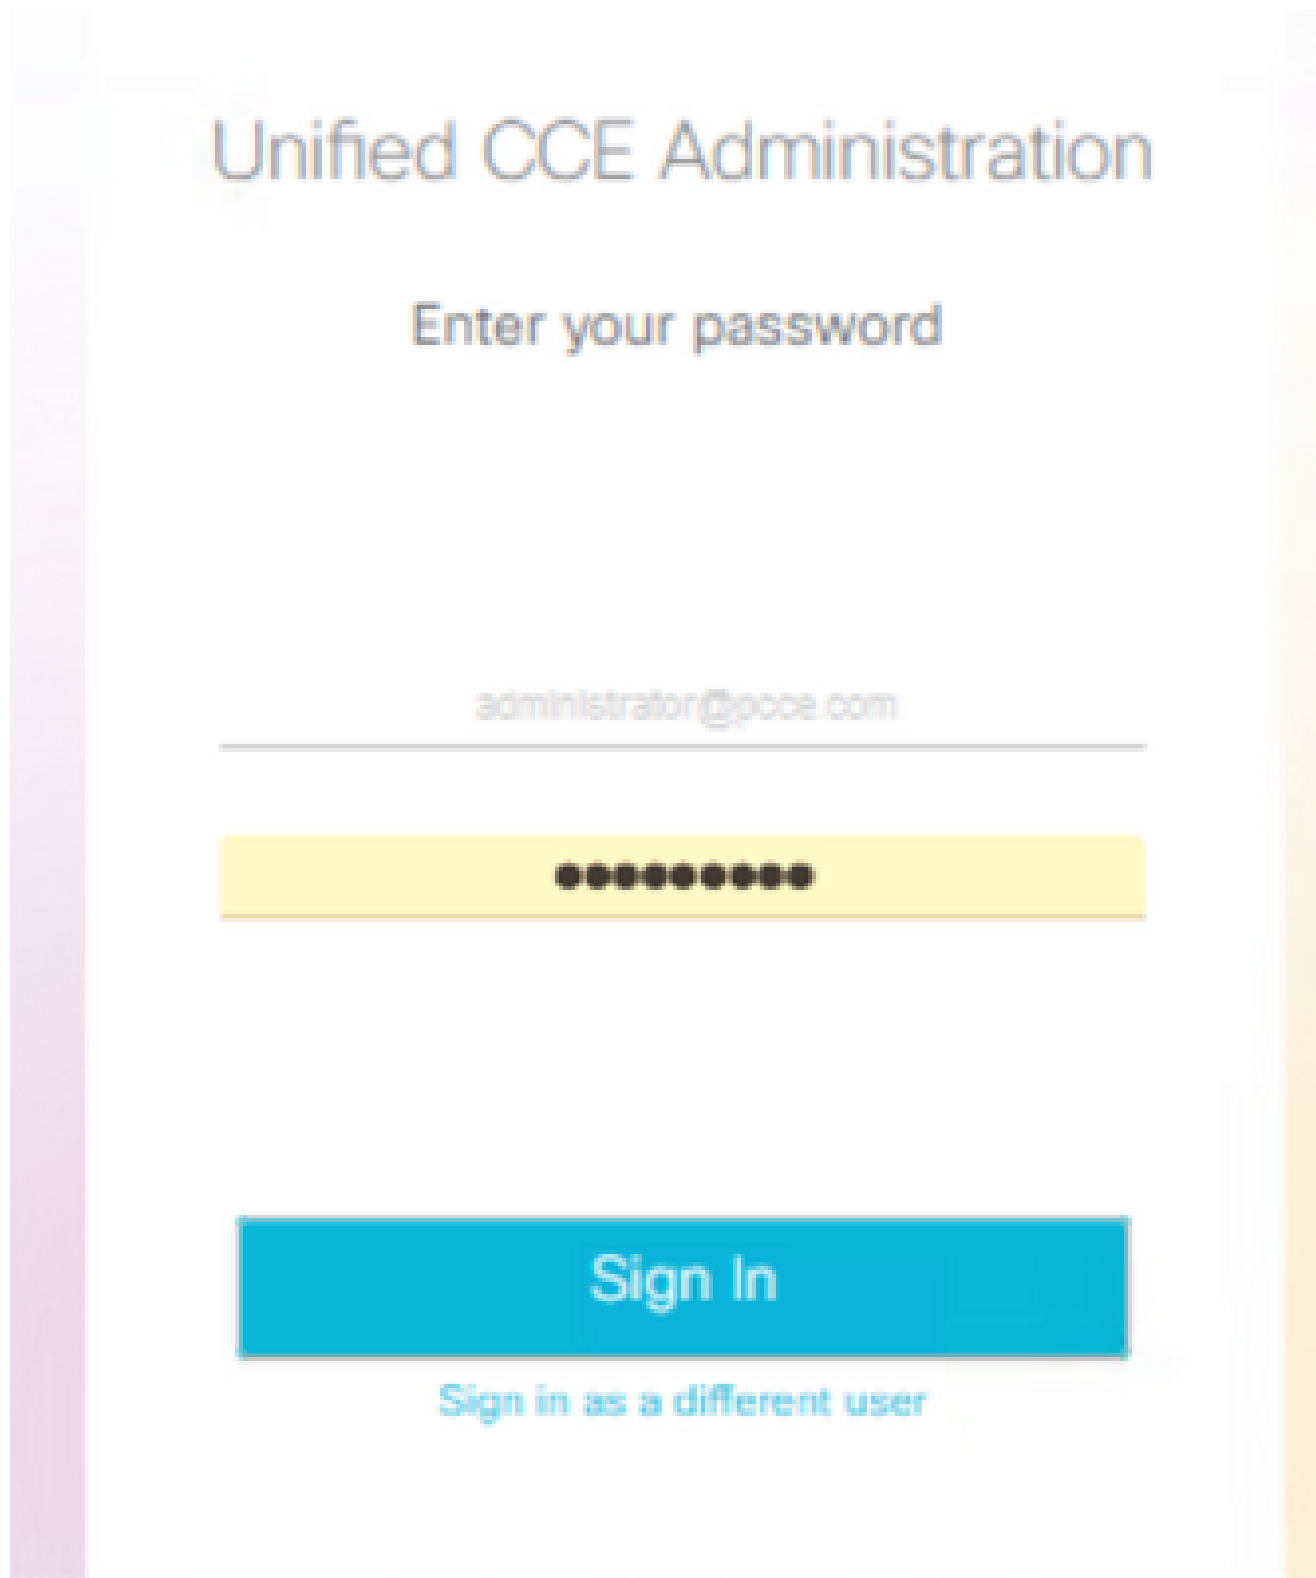 Unified CCE Administration
Enter your password
administrator@pcce.com
●●●●●●●●●
Sign In
Sign in as a different user